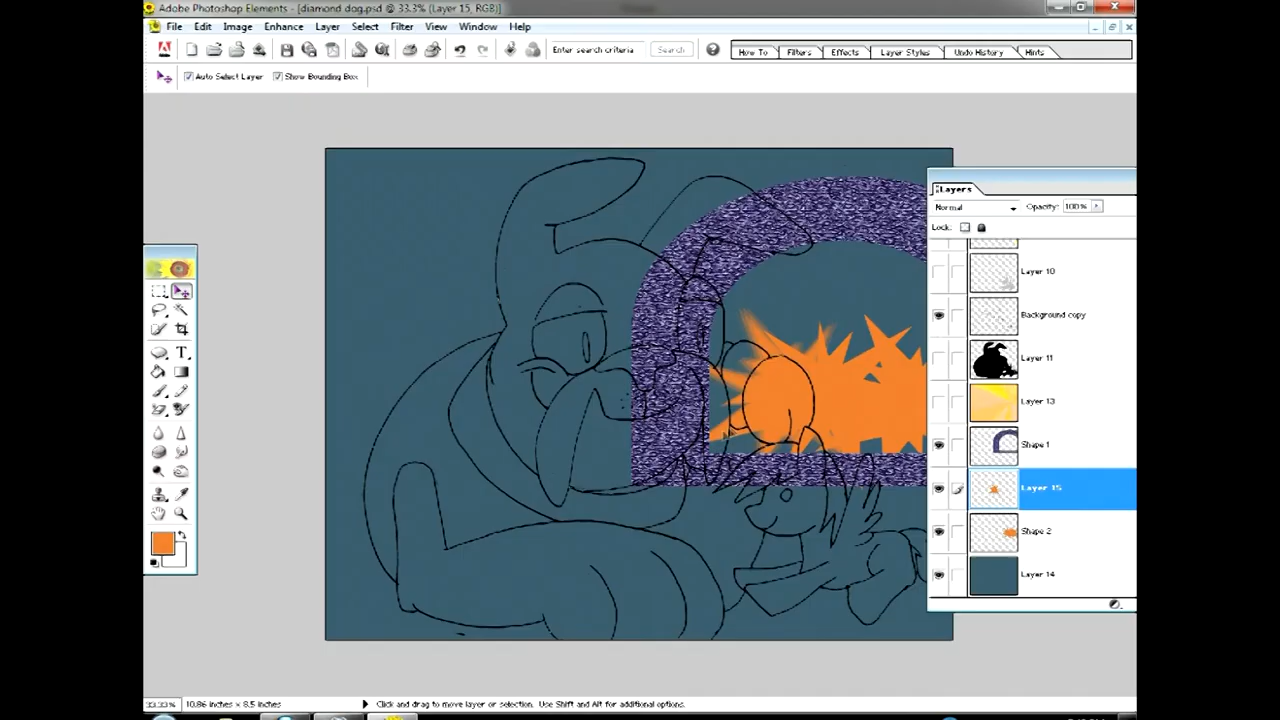 Adobe Photoshop Elements - [diamond dog.psd @ 33.3% (Layer 15, RGB)]
File Edit Image Enhance Layer Select Filter View Window Help
Enter search criteria Search How To Filters Effects Layer Styles Undo History Hints
Auto Select Layer Show Bounding Box
Layers
Normal Opacity: 100%
Lock:
Layer 10
Background copy
Layer 11
Layer 13
Shape 1
Layer 15
Shape 2
Layer 14
T
33.33% 10.86 inches × 8.5 inches Click and drag to move layer or selection. Use Shift and Alt for additional options.